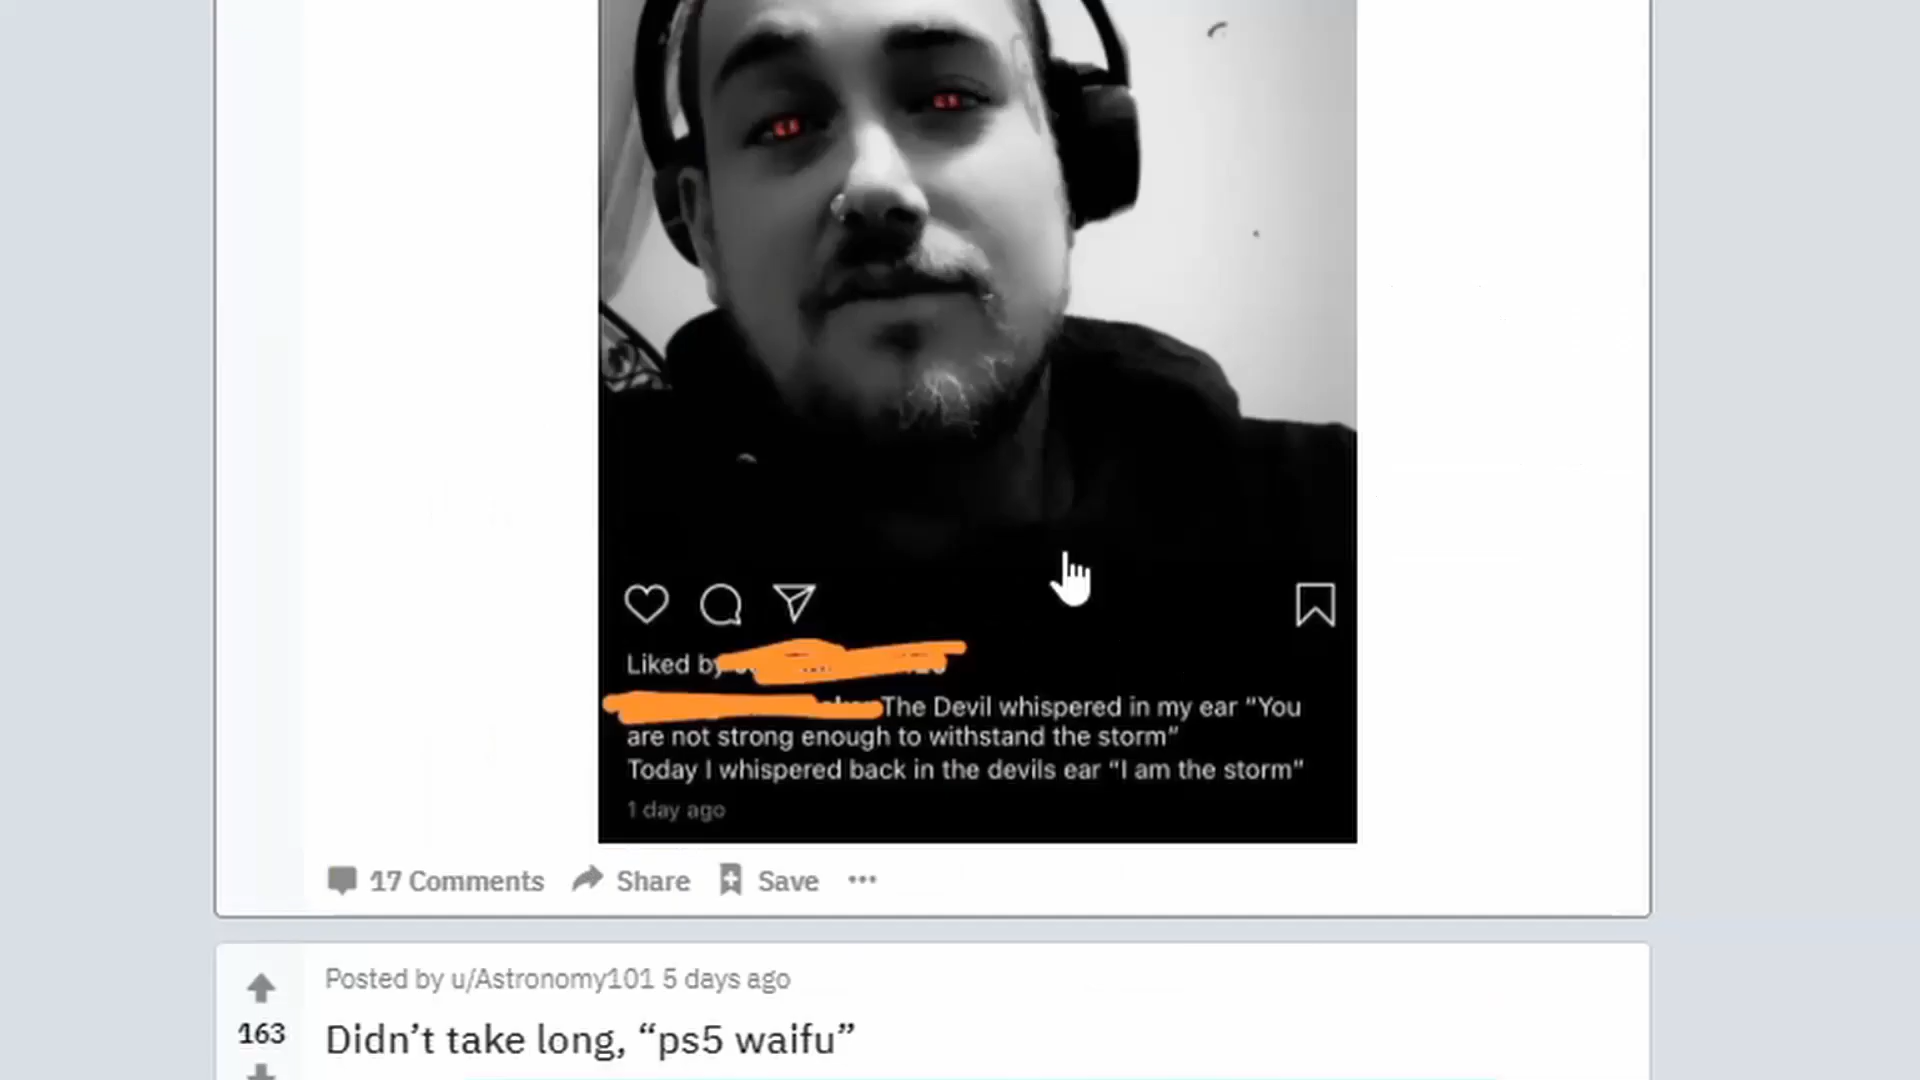 Liked by
The Devil whispered in my ear “You
are not strong enough to withstand the storm”
Today I whispered back in the devils ear “I am the storm”
1 day ago
17 Comments Share Save
Posted by u/Astronomy101 5 days ago
163
Didn’t take long, “ps5 waifu”